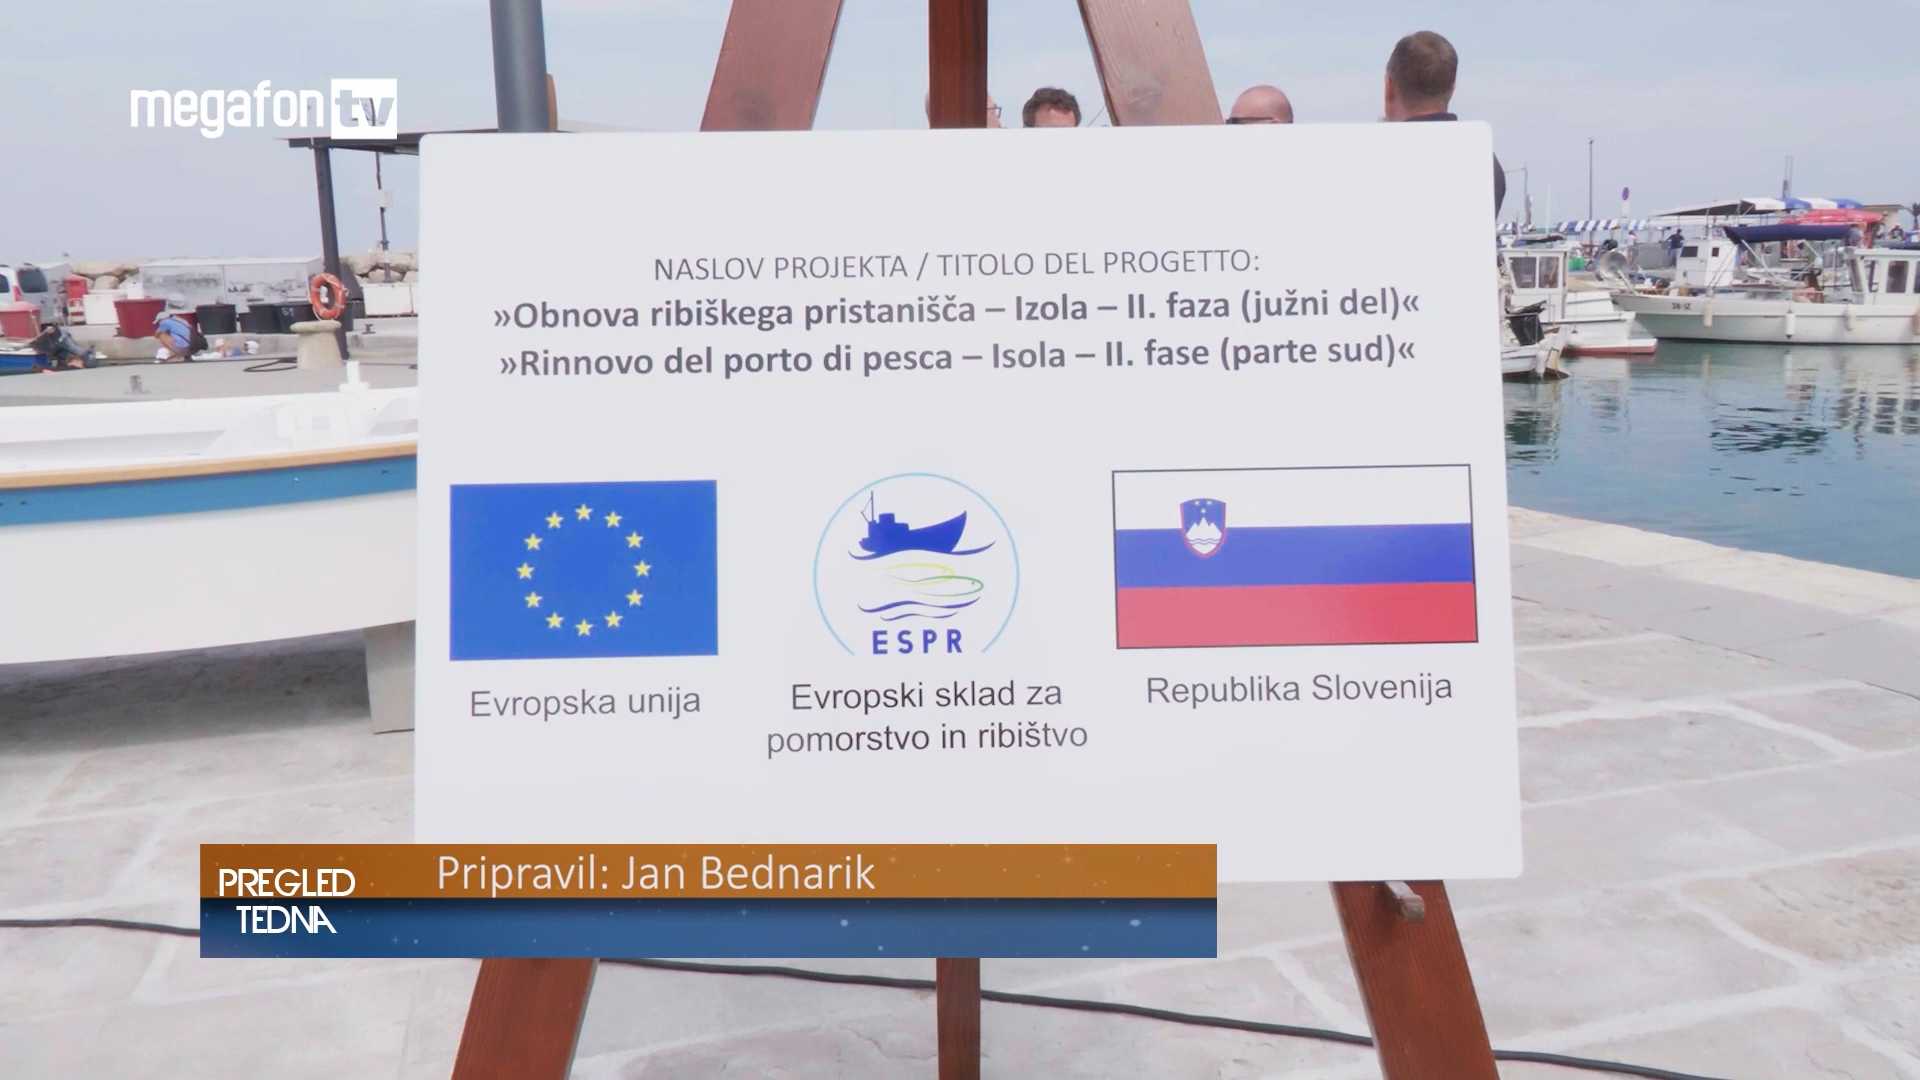 megafon tv
NASLOV PROJEKTA / TITOLO DEL PROGETTO:
»Obnova ribiškega pristanišča – Izola – II. faza (južni del)«
»Rinnovo del porto di pesca – Isola – II. fase (parte sud)«
ESPR
Evropska unija
Evropski sklad za
pomorstvo in ribištvo
Republika Slovenija
Pripravil: Jan Bednarik
PREGLED
TEDNA